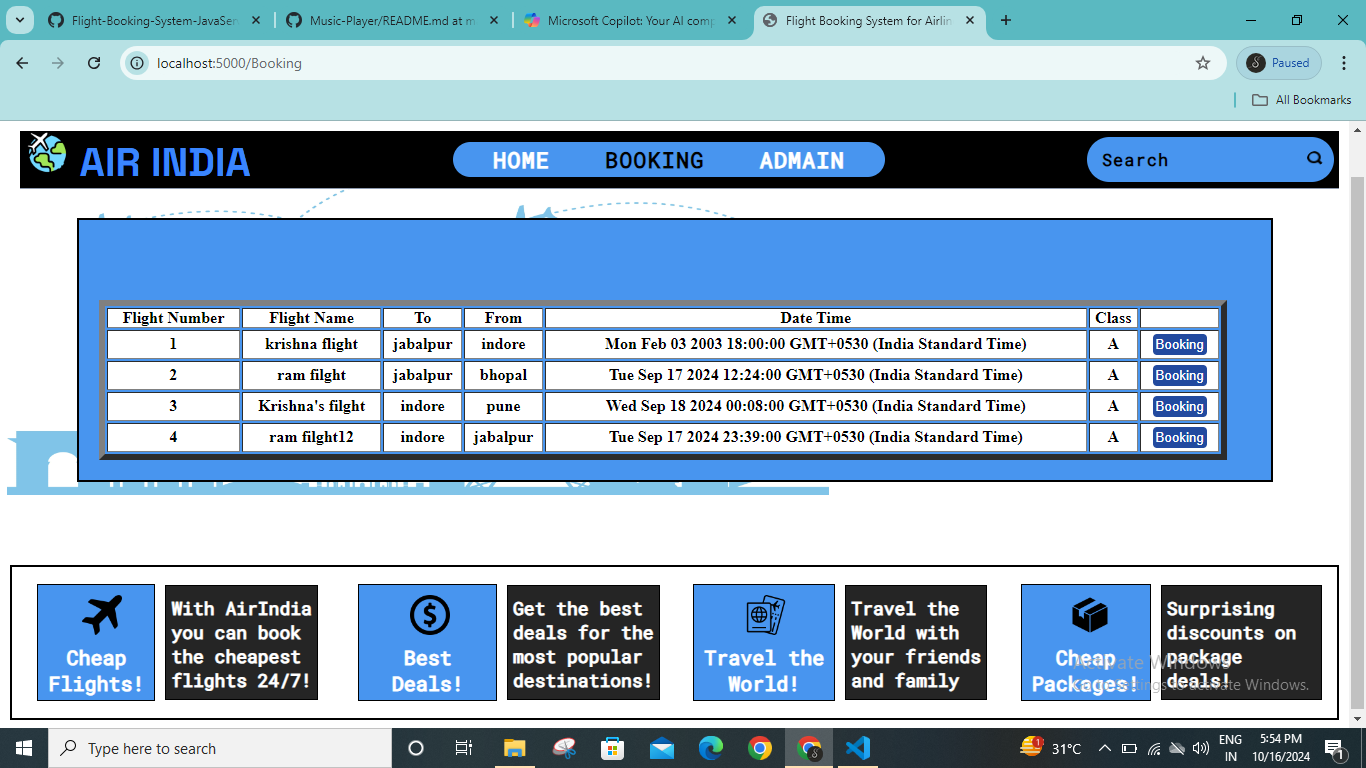 Flight-Booking-System-JavaSer
Music-Player/README.md at m
Microsoft Copilot: Your AI comp
Flight Booking System for Airlin
localhost:5000/Booking
Paused
All Bookmarks
AIR INDIA
HOME BOOKING ADMAIN
Search
Flight Number Flight Name To From Date Time Class
1 krishna flight jabalpur indore Mon Feb 03 2003 18:00:00 GMT+0530 (India Standard Time) A Booking
2 ram filght jabalpur bhopal Tue Sep 17 2024 12:24:00 GMT+0530 (India Standard Time) A Booking
3 Krishna's filght indore pune Wed Sep 18 2024 00:08:00 GMT+0530 (India Standard Time) A Booking
4 ram filght12 indore jabalpur Tue Sep 17 2024 23:39:00 GMT+0530 (India Standard Time) A Booking
Cheap
Flights!
With AirIndia
you can book
the cheapest
flights 24/7!
Best
Deals!
Get the best
deals for the
most popular
destinations!
Travel the
World!
Travel the
World with
your friends
and family
Cheap
Packages!
Surprising
discounts on
package
deals!
Activate Windows
Go to Settings to activate Windows.
Type here to search
1
31°C
ENG
IN
5:54 PM
10/16/2024
1